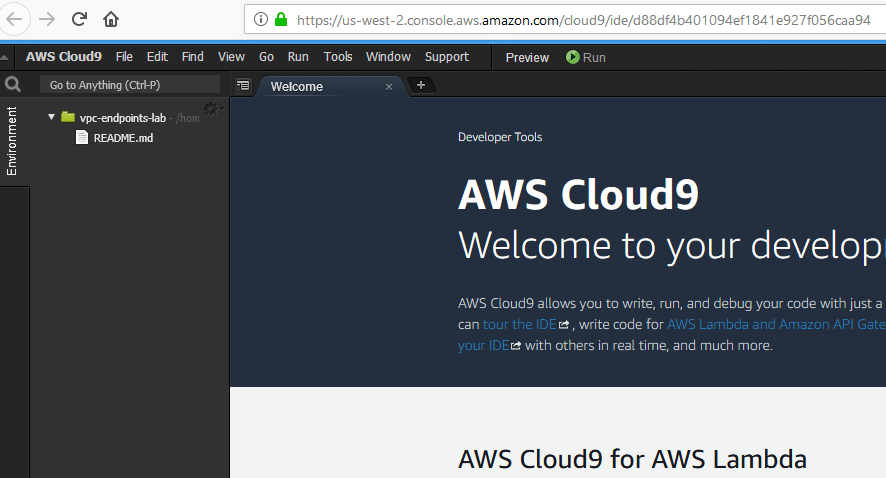 https://us-west-2.console.aws.amazon.com/cloud9/ide/d88df4b401094ef1841e927f056caa94
AWS Cloud9 File Edit Find View Go Run Tools Window Support Preview Run
Go to Anything (Ctrl-P)
Welcome
Environment
vpc-endpoints-lab - /hom
README.md
Developer Tools
AWS Cloud9
Welcome to your develop
AWS Cloud9 allows you to write, run, and debug your code with just a
can tour the IDE , write code for AWS Lambda and Amazon API Gate
your IDE with others in real time, and much more.
AWS Cloud9 for AWS Lambda